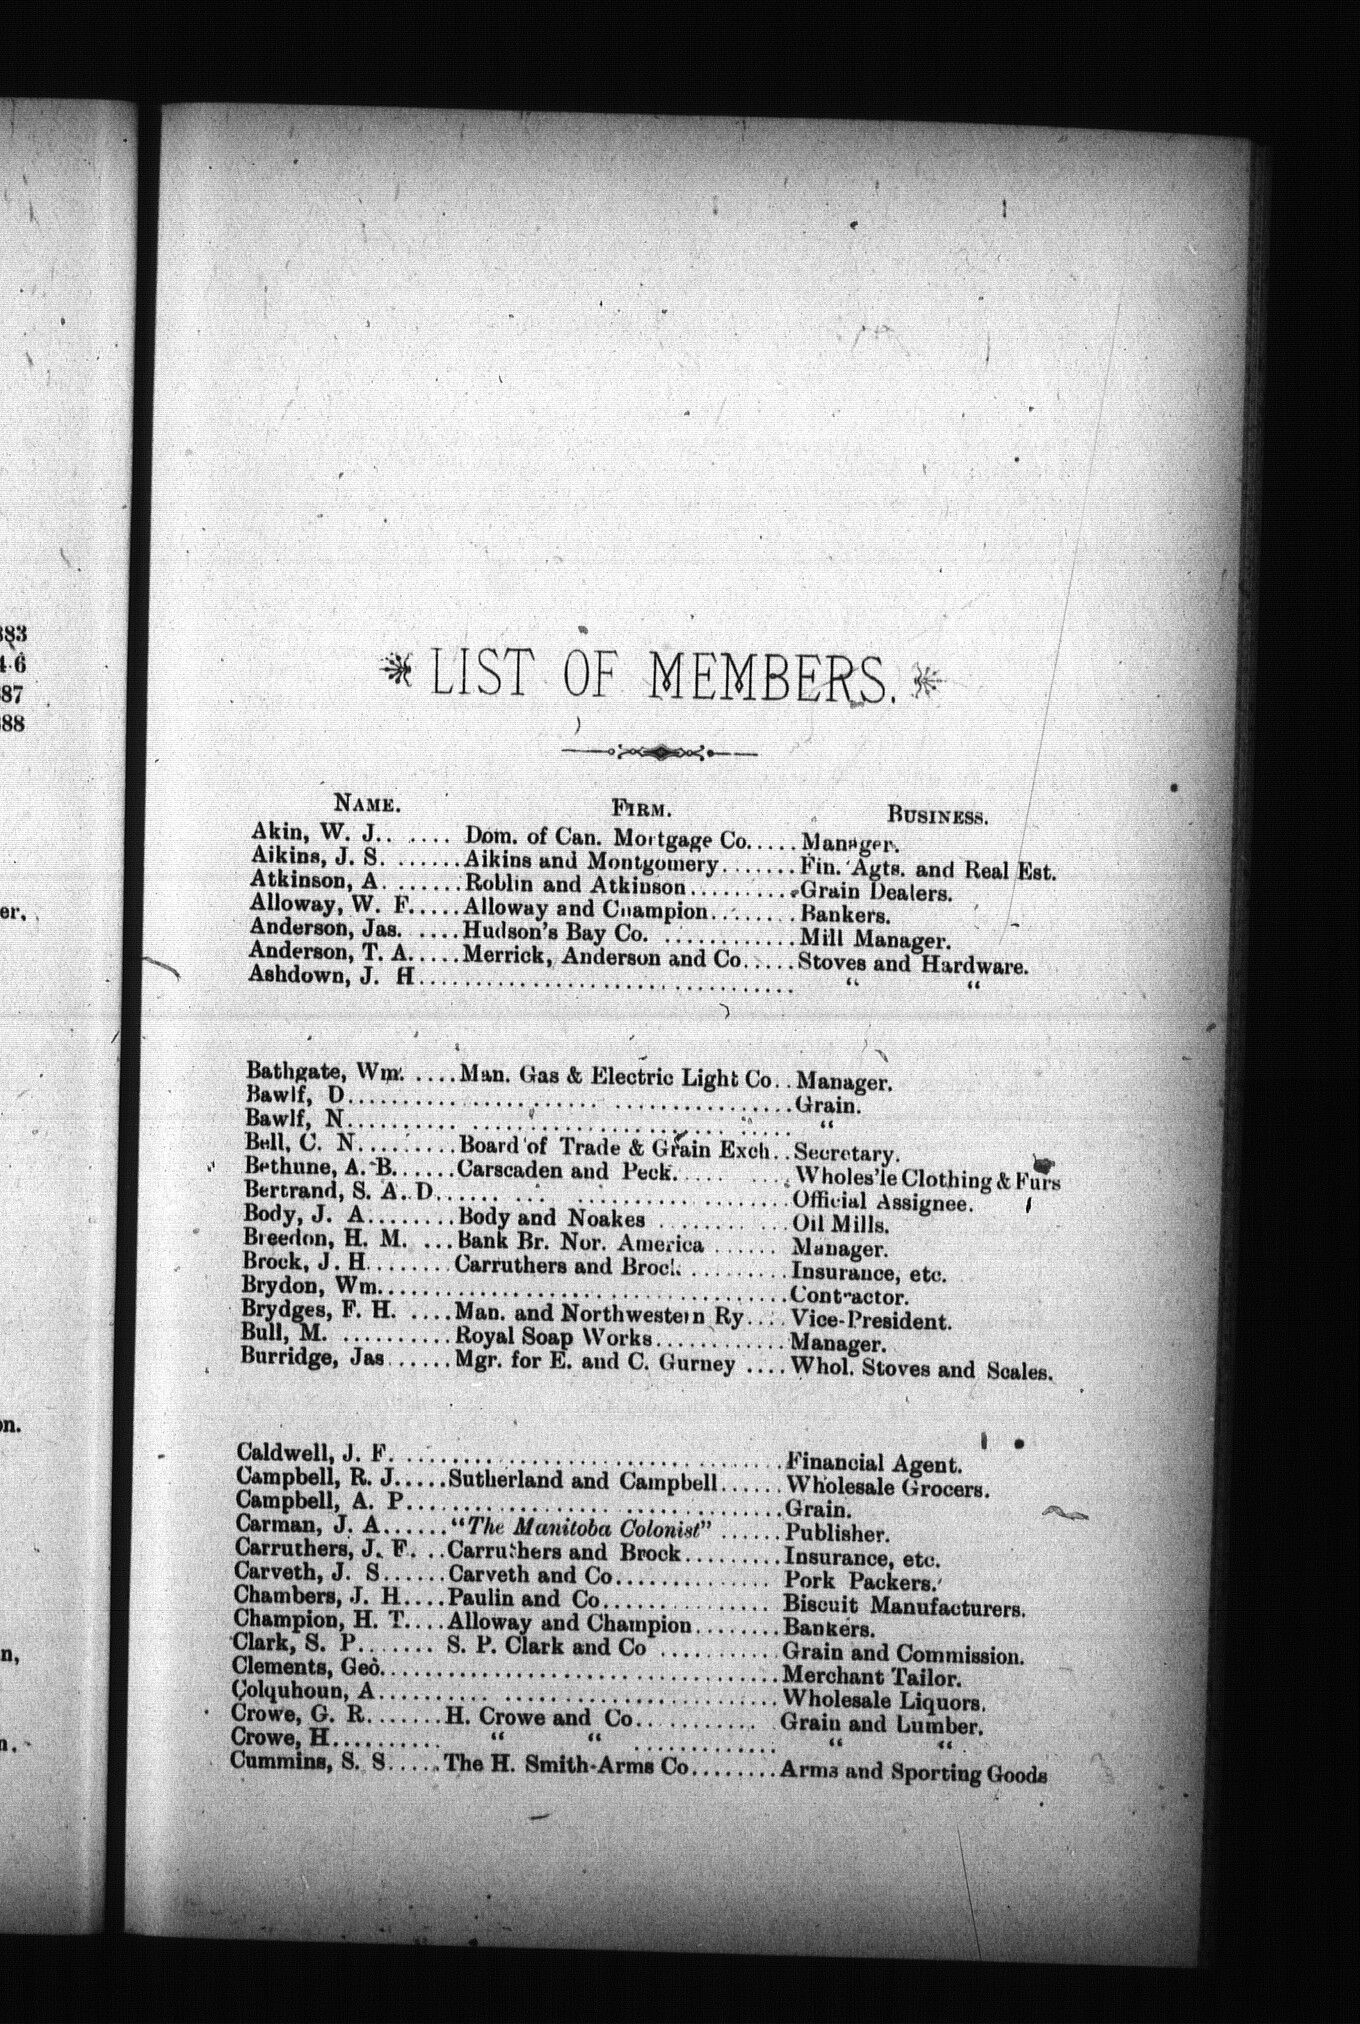 883
4-6
87
88
er,
on.
n,
n.
LIST OF MEMBERS.
NAME. FIRM. BUSINESS.
Akin, W. J. ..... Dom. of Can. Mortgage Co..... Manager.
Aikins, J. S. ...... Aikins and Montgomery ....... Fin. Agts. and Real Est.
Atkinson, A. ...... Roblin and Atkinson ......... Grain Dealers.
Alloway, W. F. .... Alloway and Champion ....... Bankers.
Anderson, Jas. .... Hudson's Bay Co. ............ Mill Manager.
Anderson, T. A. .... Merrick, Anderson and Co ..... Stoves and Hardware.
Ashdown, J. H ................................. “ “
Bathgate, Wm. .... Man. Gas & Electric Light Co .. Manager.
Bawlf, D ........................................ Grain.
Bawlf, N ........................................ “
Bell, C. N ......... Board of Trade & Grain Exch .. Secretary.
Bethune, A. B. ..... Carscaden and Peck. ........ Wholes'le Clothing & Furs
Bertrand, S. A. D ............................... Official Assignee.
Body, J. A ........ Body and Noakes ............ Oil Mills.
Breedon, H. M. ... Bank Br. Nor. America ...... Manager.
Brock, J. H ........ Carruthers and Brock. ......... Insurance, etc.
Brydon, Wm. .................................... Contractor.
Brydges, F. H. .... Man. and Northwestern Ry .... Vice-President.
Bull, M. .......... Royal Soap Works ............ Manager.
Burridge, Jas ...... Mgr. for E. and C. Gurney .... Whol. Stoves and Scales.
Caldwell, J. F. .................................. Financial Agent.
Campbell, R. J. .... Sutherland and Campbell ...... Wholesale Grocers.
Campbell, A. P .................................. Grain.
Carman, J. A ...... “The Manitoba Colonist” ...... Publisher.
Carruthers, J. F. .. Carruthers and Brock ......... Insurance, etc.
Carveth, J. S ...... Carveth and Co .............. Pork Packers.
Chambers, J. H .... Paulin and Co ............... Biscuit Manufacturers.
Champion, H. T .... Alloway and Champion ........ Bankers.
Clark, S. P ....... S. P. Clark and Co .......... Grain and Commission.
Clements, Geo. .................................. Merchant Tailor.
Colquhoun, A .................................... Wholesale Liquors.
Crowe, G. R ....... H. Crowe and Co ........... Grain and Lumber.
Crowe, H .......... “ “ ............. “ “
Cummins, S. S ..... The H. Smith-Arms Co ........ Arms and Sporting Goods